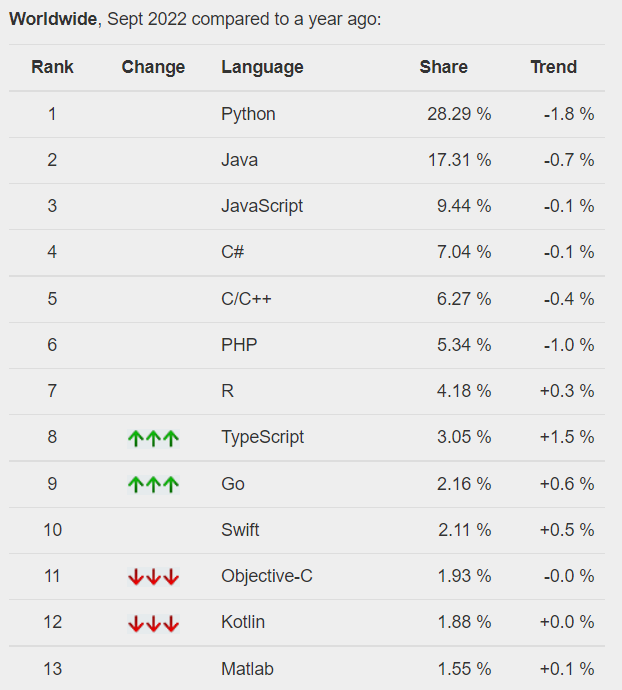 Worldwide, Sept 2022 compared to a year ago:
Rank Change Language Share Trend
1 Python 28.29 % -1.8 %
2 Java 17.31 % -0.7 %
3 JavaScript 9.44 % -0.1 %
4 C# 7.04 % -0.1 %
5 C/C++ 6.27 % -0.4 %
6 PHP 5.34 % -1.0 %
7 R 4.18 % +0.3 %
8 ↑↑↑ TypeScript 3.05 % +1.5 %
9 ↑↑↑ Go 2.16 % +0.6 %
10 Swift 2.11 % +0.5 %
11 ↓↓↓ Objective-C 1.93 % -0.0 %
12 ↓↓↓ Kotlin 1.88 % +0.0 %
13 Matlab 1.55 % +0.1 %